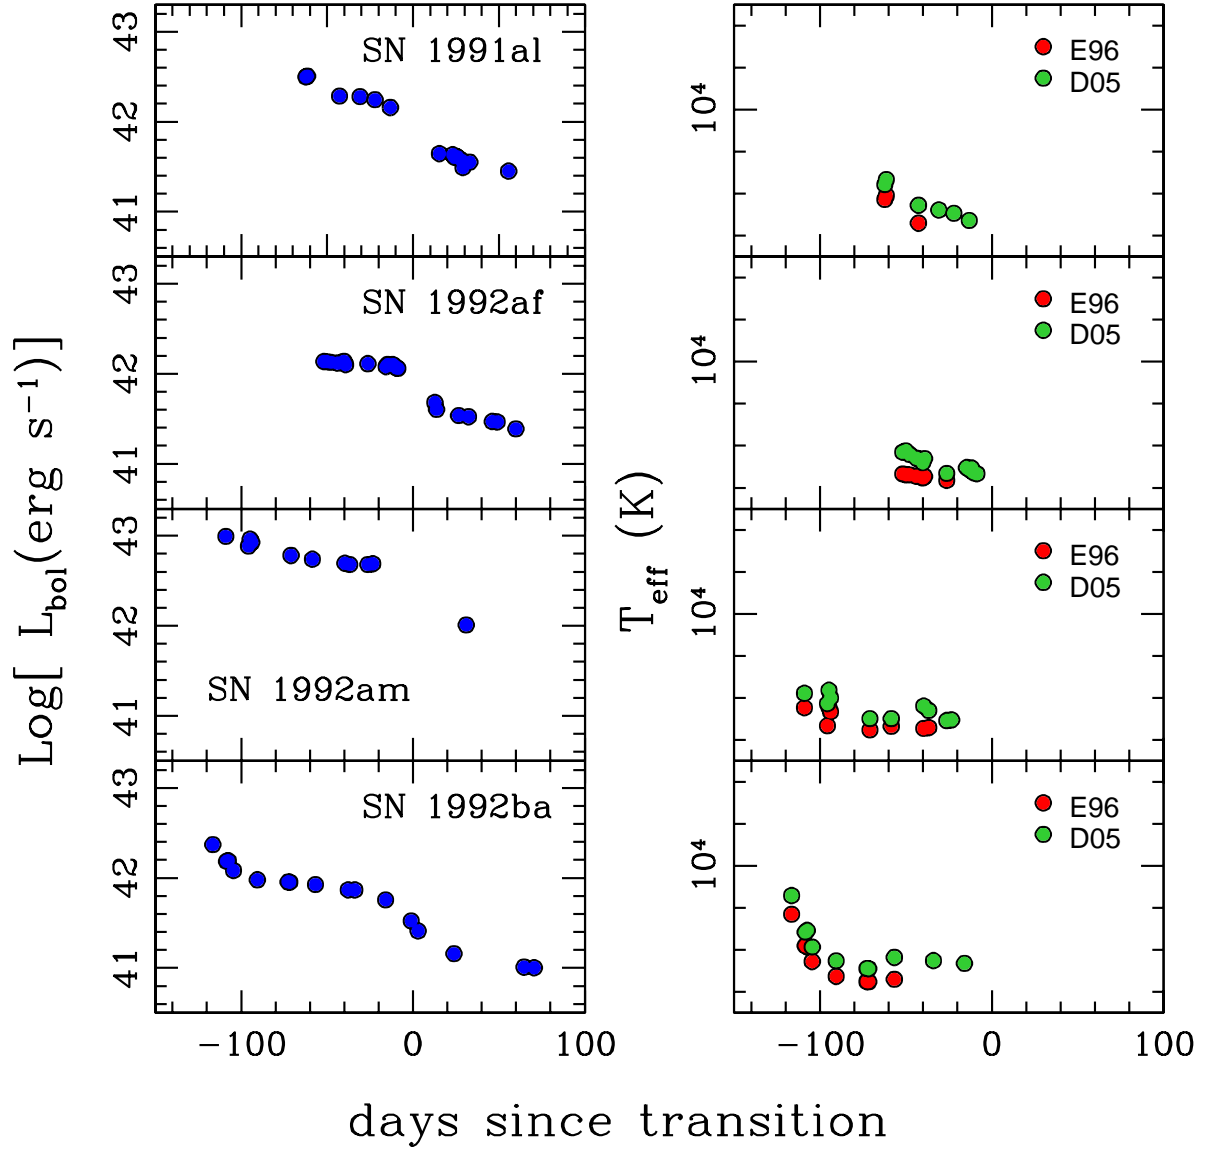 43
42
41
SN 1991al
10⁴
E96
D05
43
42
41
SN 1992af
10⁴
E96
D05
Log[ L_bol(erg s⁻¹)]
T_eff (K)
43
42
41
SN 1992am
10⁴
E96
D05
43
42
41
SN 1992ba
10⁴
E96
D05
−100 0 100
−100 0 100
days since transition